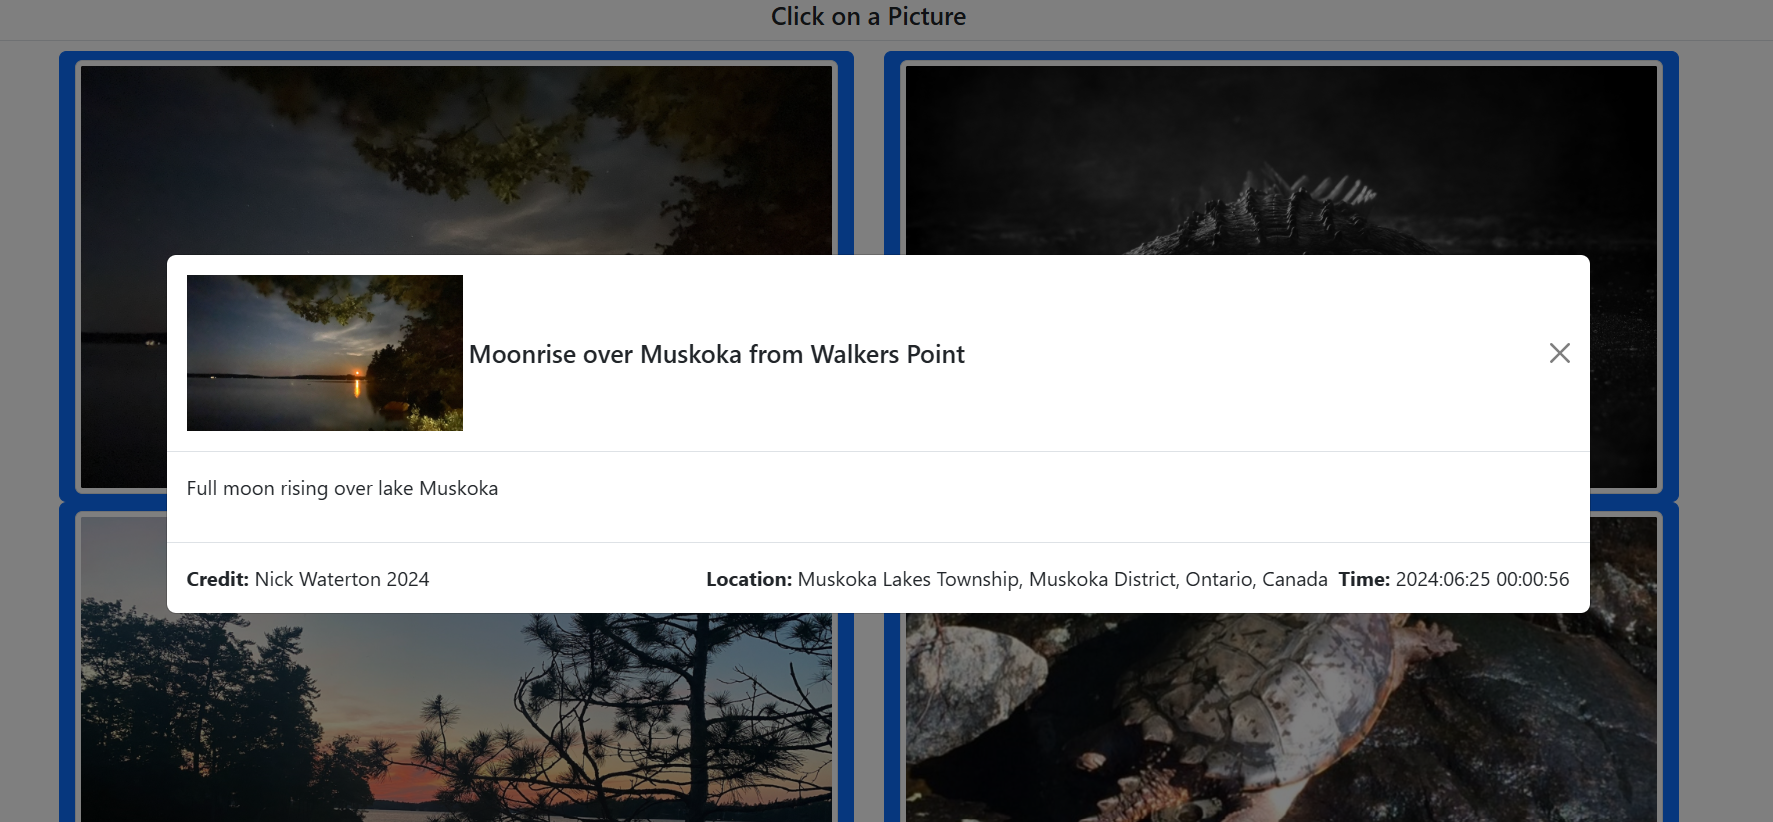 Click on a Picture
Moonrise over Muskoka from Walkers Point
Full moon rising over lake Muskoka
Credit: Nick Waterton 2024
Location: Muskoka Lakes Township, Muskoka District, Ontario, Canada Time: 2024:06:25 00:00:56